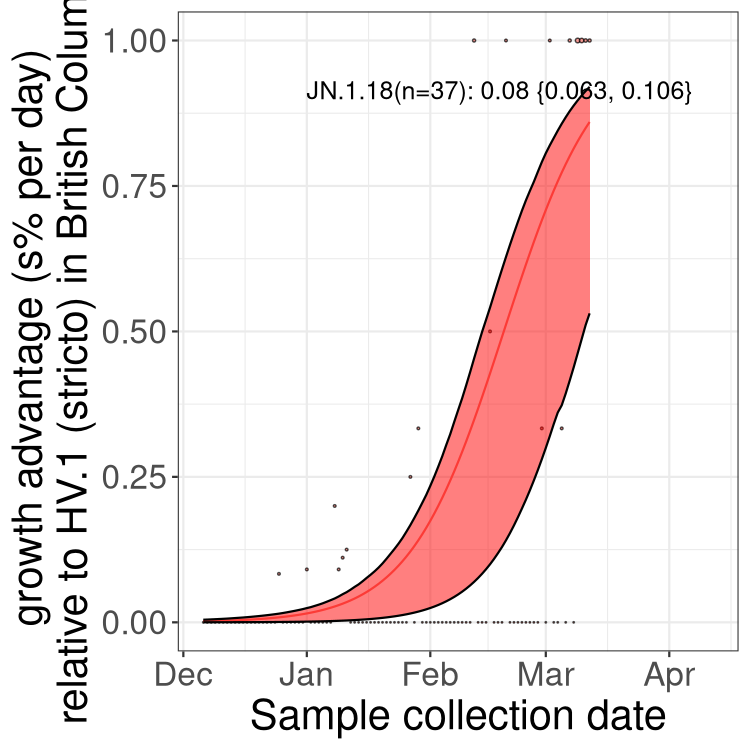 growth advantage (s% per day)
relative to HV.1 (stricto) in British Colum
1.00
0.75
0.50
0.25
0.00
JN.1.18(n=37): 0.08 {0.063, 0.106}
Dec Jan Feb Mar Apr
Sample collection date